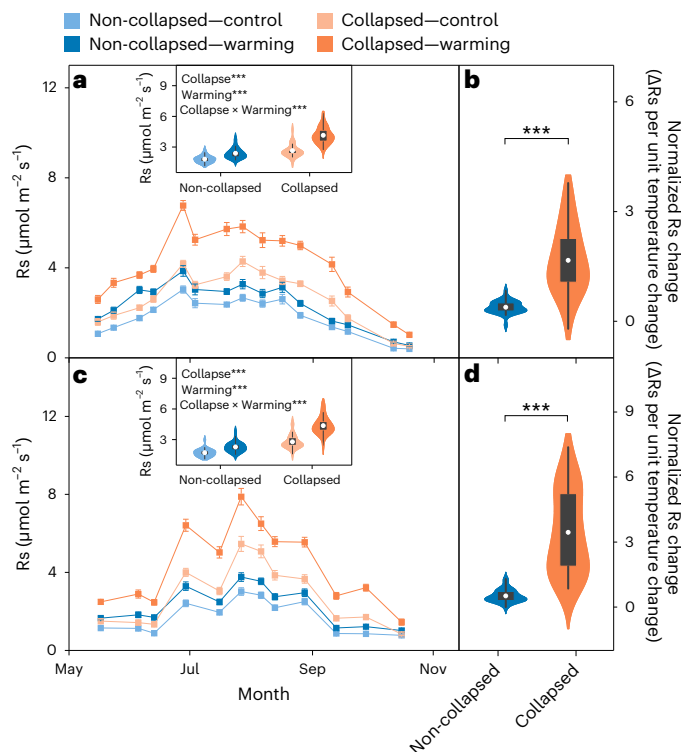 Non-collapsed—control
Collapsed—control
Non-collapsed—warming
Collapsed—warming
a
12
8
4
0
Rs (µmol m⁻² s⁻¹)
Rs (µmol m⁻² s⁻¹)
9
6
3
Collapse***
Warming***
Collapse × Warming***
Non-collapsed
Collapsed
b
***
6
3
0
Normalized Rs change
(ΔRs per unit temperature change)
c
12
8
4
0
Rs (µmol m⁻² s⁻¹)
Rs (µmol m⁻² s⁻¹)
9
6
3
Collapse***
Warming***
Collapse × Warming***
Non-collapsed
Collapsed
May
Jul
Sep
Nov
Month
d
***
9
6
3
0
Normalized Rs change
(ΔRs per unit temperature change)
Non-collapsed
Collapsed